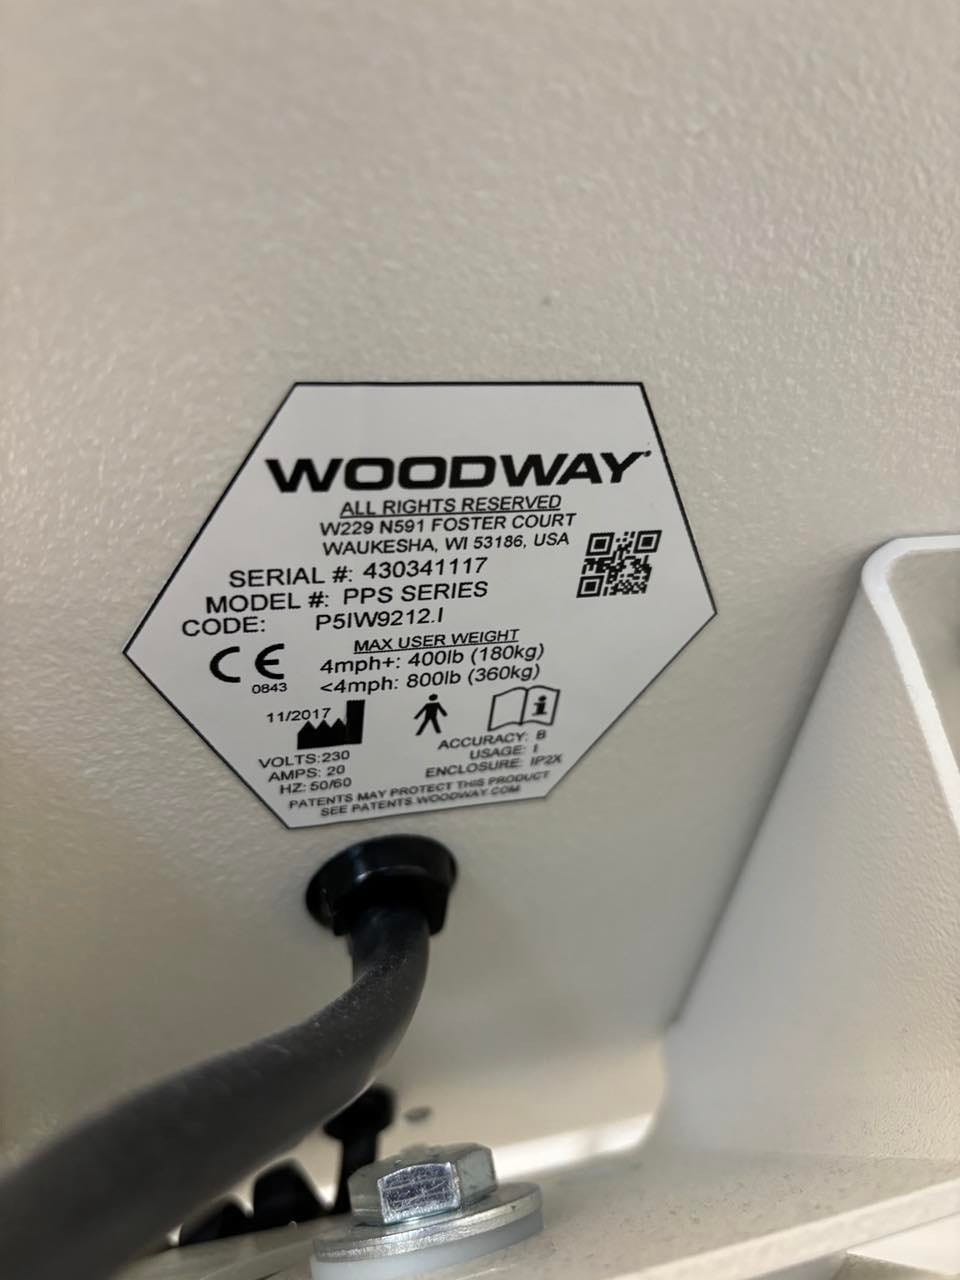 WOODWAY
ALL RIGHTS RESERVED
W229 N591 FOSTER COURT
WAUKESHA, WI 53186, USA
SERIAL #: 430341117
MODEL #: PPS SERIES
CODE: P5IW9212.I
MAX USER WEIGHT
4mph+: 400lb (180kg)
<4mph: 800lb (360kg)
CE
0843
11/2017
VOLTS:230
AMPS: 20
HZ: 50/60
ACCURACY: B
USAGE: I
ENCLOSURE: IP2X
PATENTS MAY PROTECT THIS PRODUCT
SEE PATENTS.WOODWAY.COM